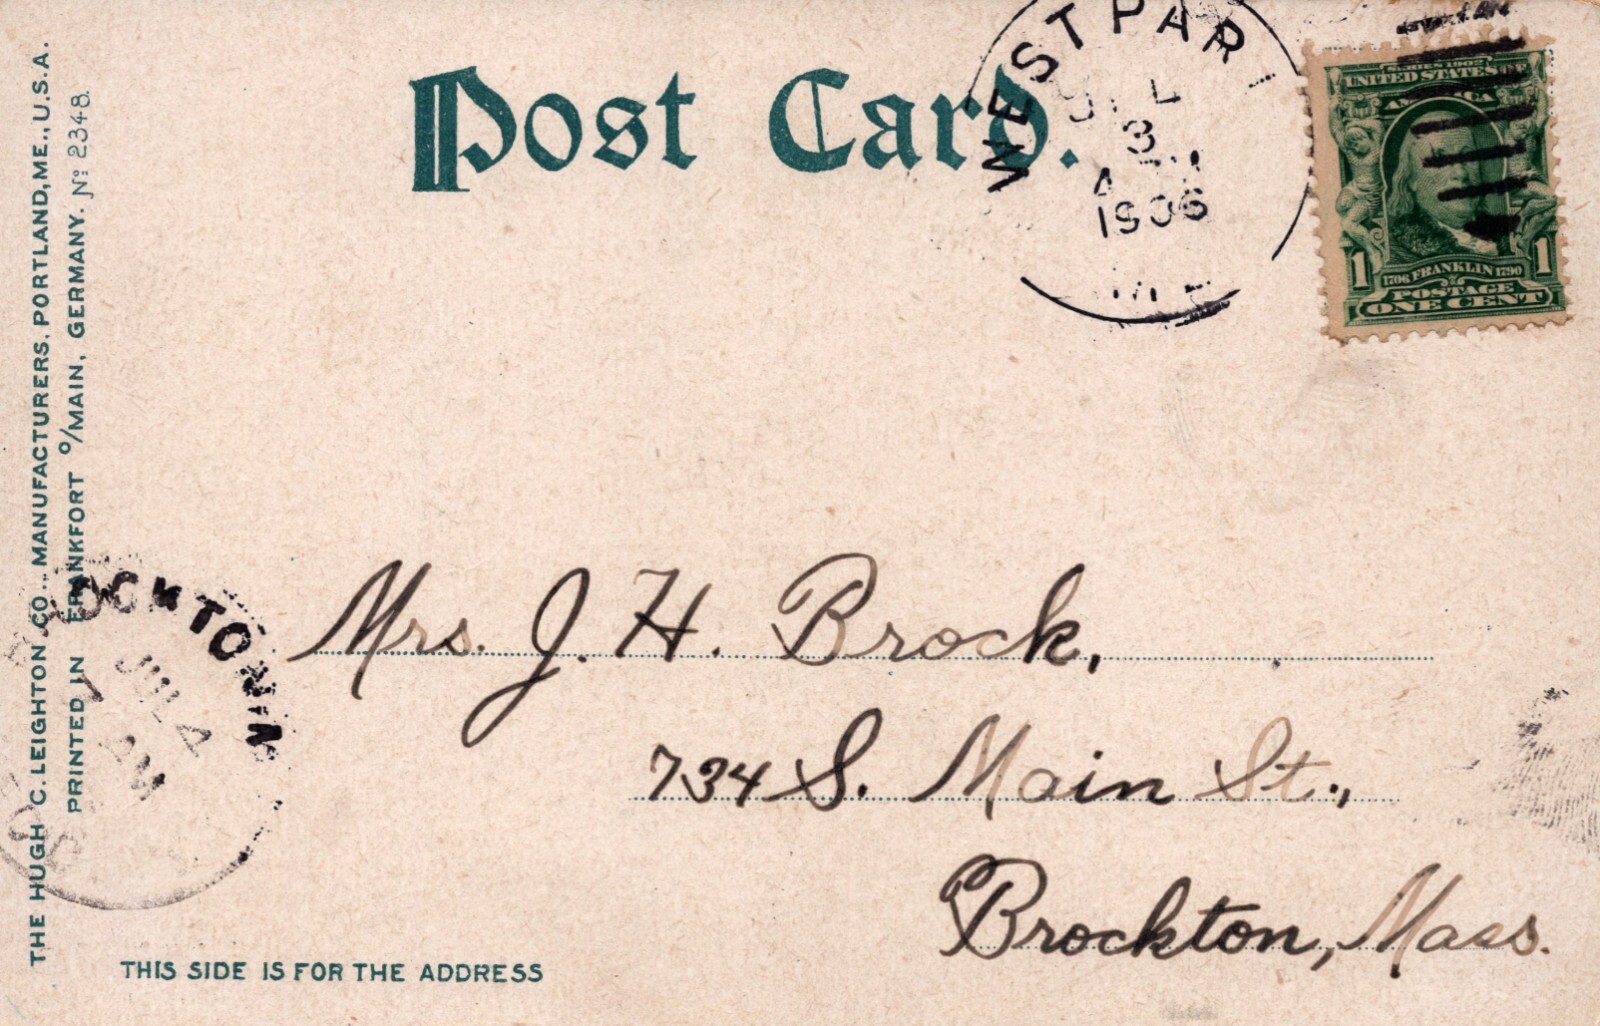 Post Card.
WEST PAR
3
1906
SERIES 1902
UNITED STATES OF
AMERICA
1706 FRANKLIN 1790
1 1
POSTAGE
ONE CENT
THE HUGH C. LEIGHTON CO., MANUFACTURERS, PORTLAND, ME., U.S.A.
PRINTED IN FRANKFORT o/MAIN, GERMANY. No 2348.
JUL 4
AM
Mrs. J. H. Brock,
734 S. Main St.,
Brockton, Mass.
THIS SIDE IS FOR THE ADDRESS